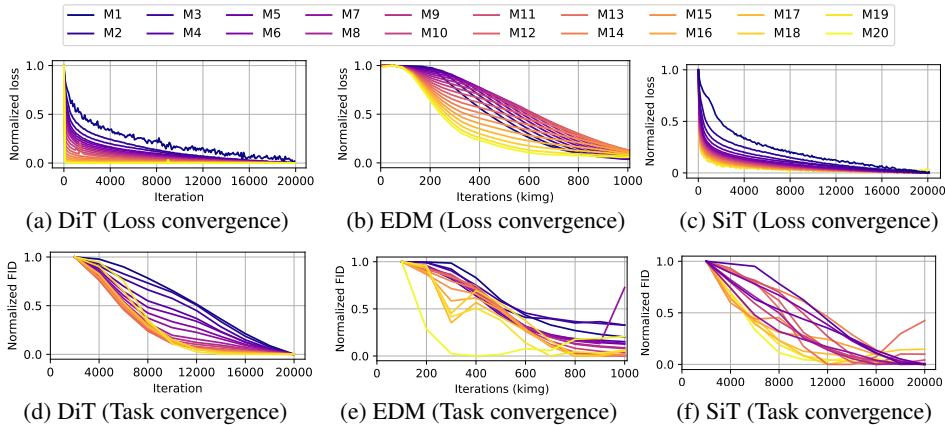 M1 M3 M5 M7 M9 M11 M13 M15 M17 M19
M2 M4 M6 M8 M10 M12 M14 M16 M18 M20
Normalized loss
1.0
0.5
0.0
0 4000 8000 12000 16000 20000
Iteration
(a) DiT (Loss convergence)
Normalized loss
1.0
0.5
0.0
0 200 400 600 800 1000
Iterations (kimg)
(b) EDM (Loss convergence)
Normalized loss
1.0
0.5
0
0 4000 8000 12000 16000 20000
Iteration
(c) SiT (Loss convergence)
Normalized FID
1.0
0.5
0.0
0 4000 8000 12000 16000 20000
Iteration
(d) DiT (Task convergence)
Normalized FID
1.0
0.5
0.0
0 200 400 600 800 1000
Iterations (kimg)
(e) EDM (Task convergence)
Normalized FID
1.0
0.5
0.0
0 4000 8000 12000 16000 20000
Iteration
(f) SiT (Task convergence)